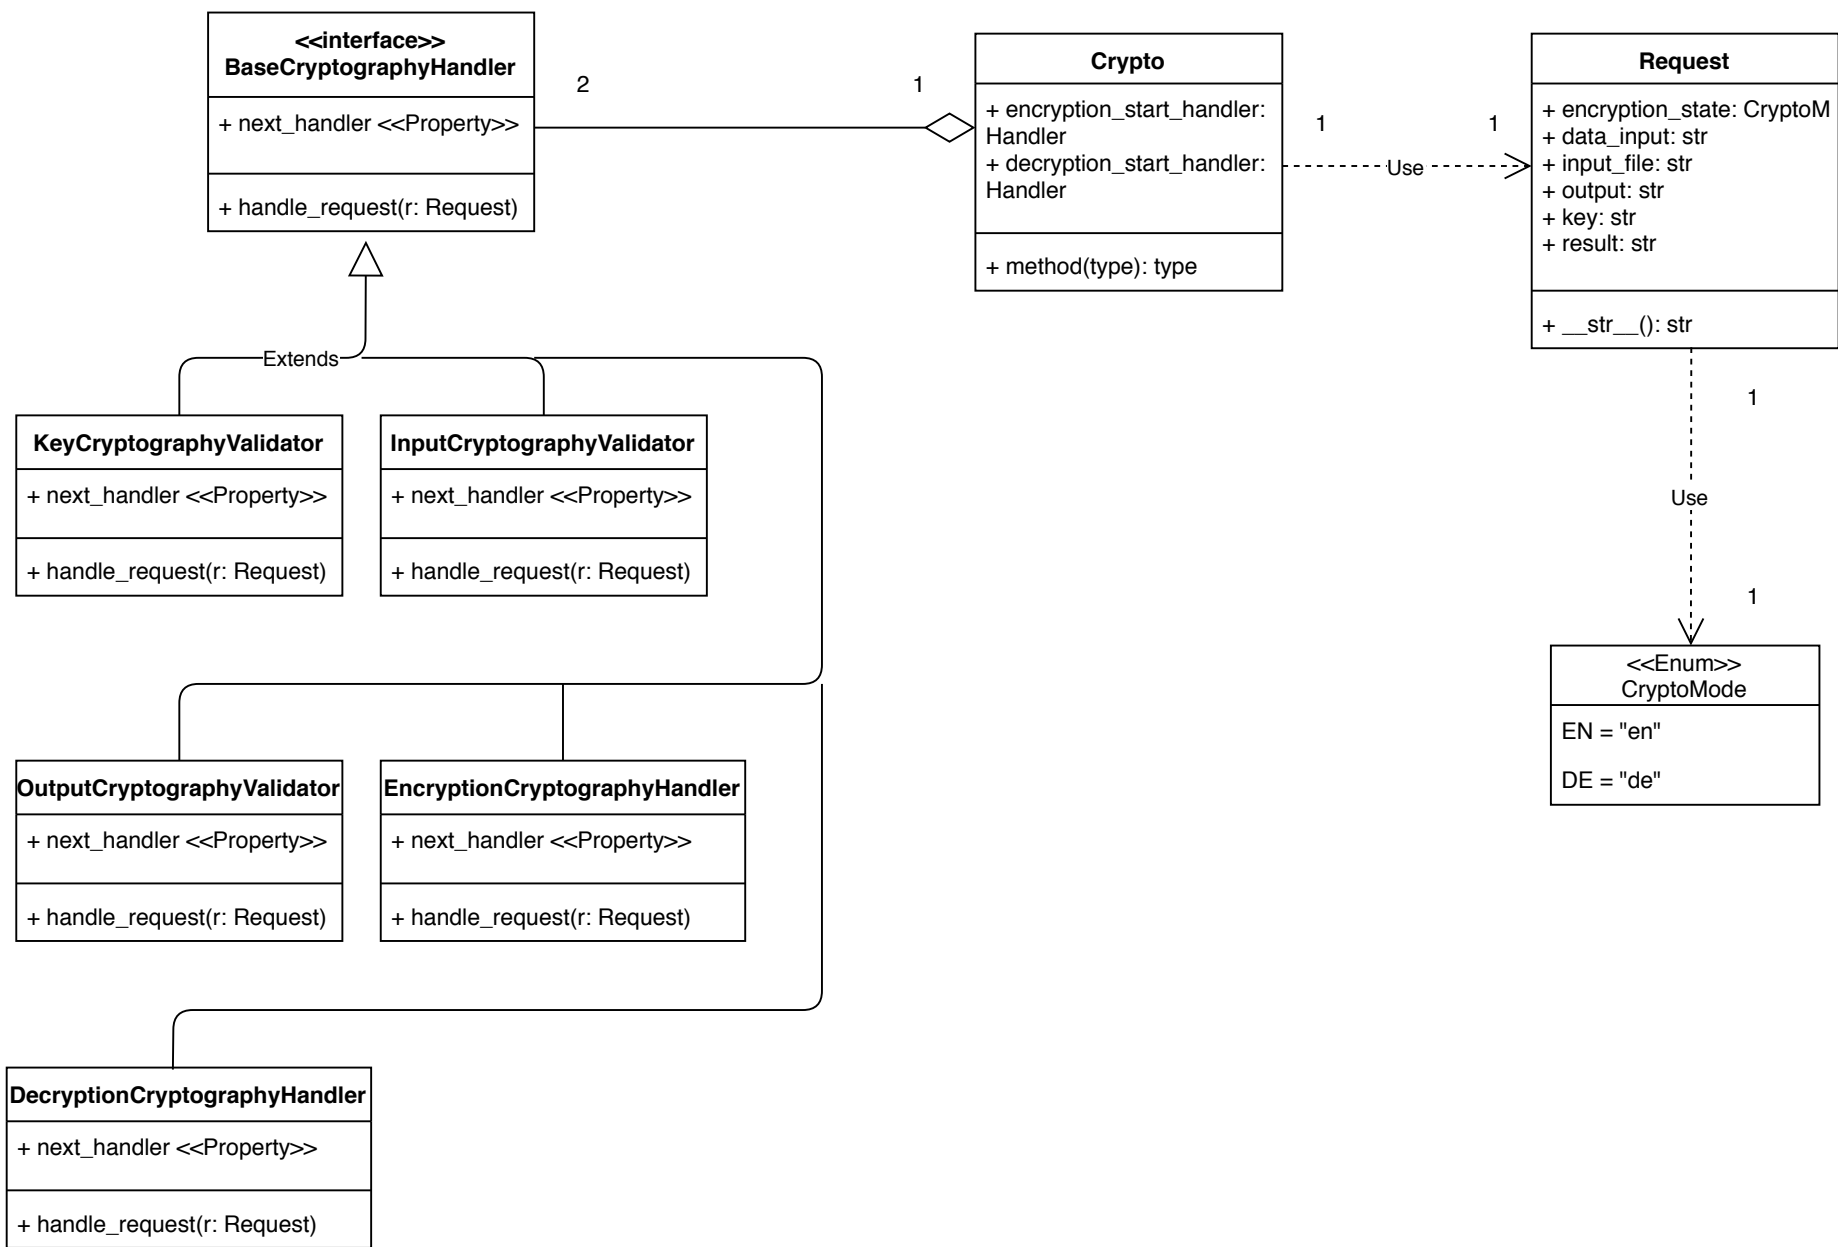 <<interface>>
BaseCryptographyHandler
+ next_handler <<Property>>
+ handle_request(r: Request)
2
1
Crypto
+ encryption_start_handler:
Handler
+ decryption_start_handler:
Handler
+ method(type): type
1
1
Use
Request
+ encryption_state: CryptoM
+ data_input: str
+ input_file: str
+ output: str
+ key: str
+ result: str
+ __str__(): str
1
Use
1
<<Enum>>
CryptoMode
EN = "en"
DE = "de"
Extends
KeyCryptographyValidator
+ next_handler <<Property>>
+ handle_request(r: Request)
InputCryptographyValidator
+ next_handler <<Property>>
+ handle_request(r: Request)
OutputCryptographyValidator
+ next_handler <<Property>>
+ handle_request(r: Request)
EncryptionCryptographyHandler
+ next_handler <<Property>>
+ handle_request(r: Request)
DecryptionCryptographyHandler
+ next_handler <<Property>>
+ handle_request(r: Request)